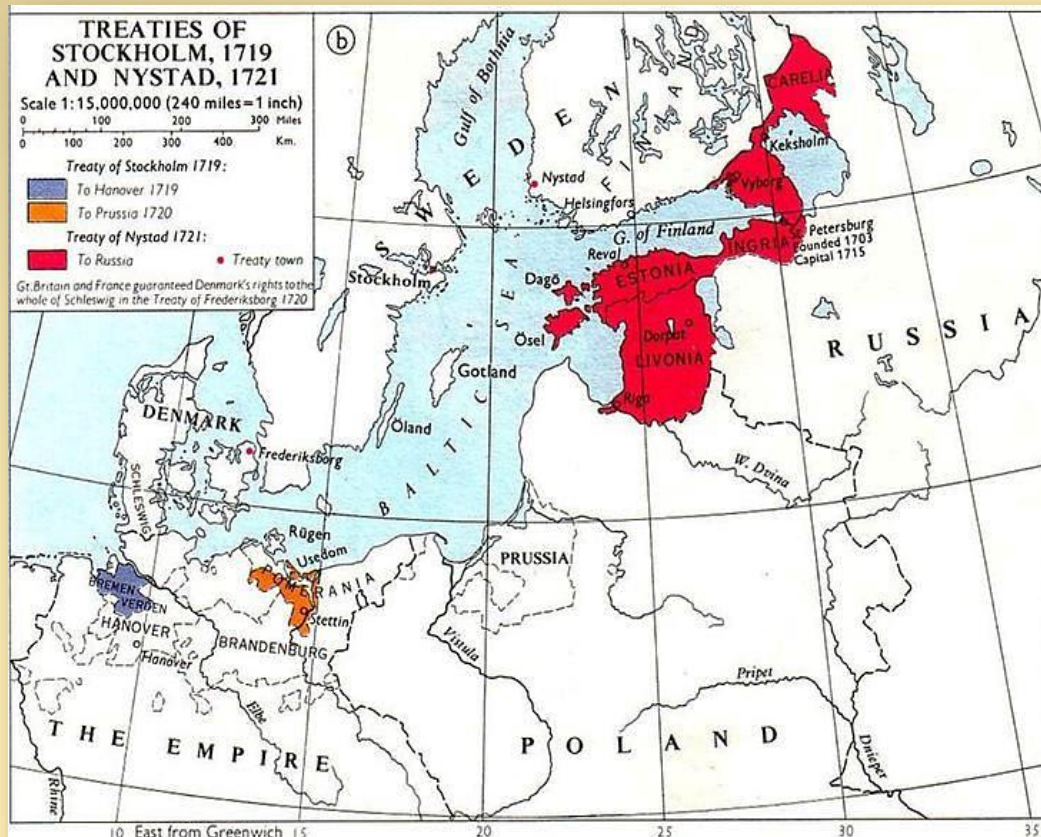 TREATIES OF
STOCKHOLM, 1719
AND NYSTAD, 1721
Scale 1:15,000,000 (240 miles=1 inch)
0 100 200 300 Miles
0 100 200 300 400 Km.
Treaty of Stockholm 1719:
To Hanover 1719
To Prussia 1720
Treaty of Nystad 1721:
To Russia
Treaty town
Gt.Britain and France guaranteed Denmark's rights to the
whole of Schleswig in the Treaty of Frederiksborg 1720
b
Gulf of Bothnia
SWEDEN
FINLAND
CARELIA
Keksholm
Nystad
Vyborg
Helsingfors
G. of Finland
St. Petersburg
Founded 1703
Capital 1715
INGRIA
Reval
ESTONIA
Stockholm
Dagö
Ösel
Dorpat
LIVONIA
RUSSIA
Gotland
Riga
Öland
BALTIC SEA
DENMARK
Frederiksborg
W. Dvina
SCHLESWIG
Rügen
Usedom
POMERANIA
PRUSSIA
BREMEN
VERDEN
HANOVER
Stettin
Hanover
BRANDENBURG
Vistula
Pripet
Elbe
THE EMPIRE
POLAND
Dnieper
Rhine
10 East from Greenwich 15 20 25 30 35